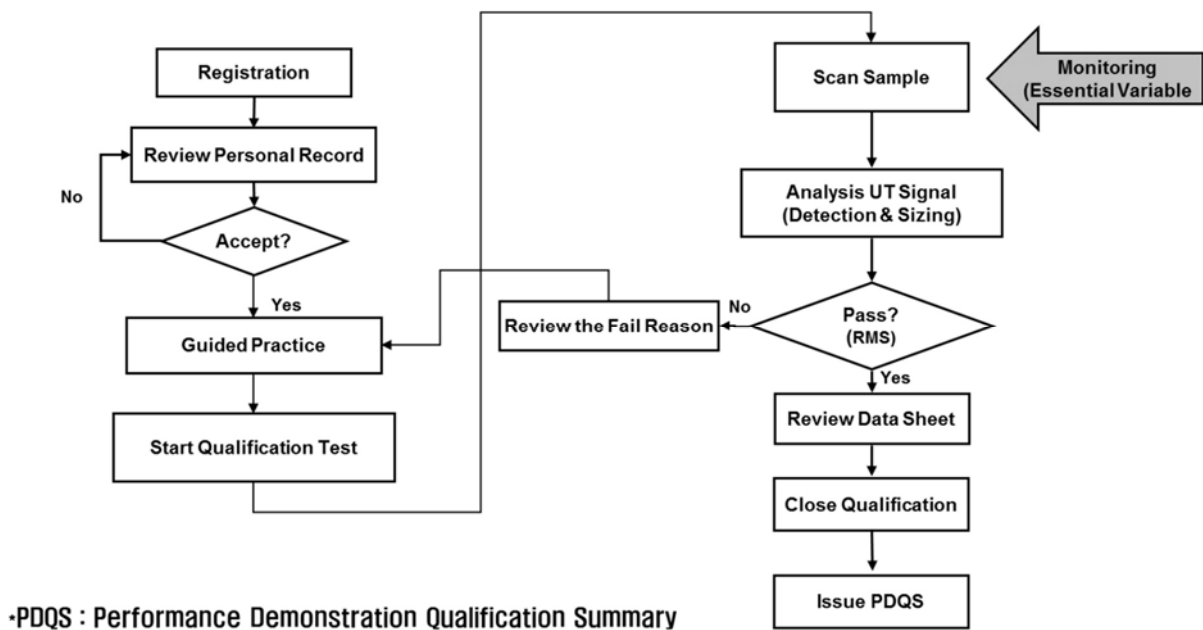 Registration
Review Personal Record
No
Accept?
Yes
Guided Practice
Start Qualification Test
Scan Sample
Monitoring
(Essential Variable
Analysis UT Signal
(Detection & Sizing)
Pass?
(RMS)
No
Review the Fail Reason
Yes
Review Data Sheet
Close Qualification
Issue PDQS
*PDQS : Performance Demonstration Qualification Summary